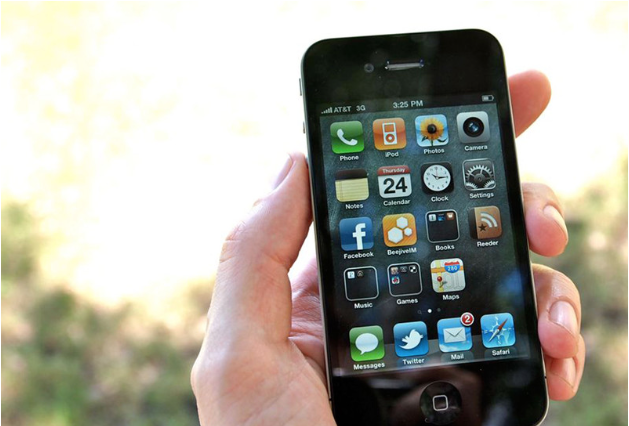 AT&T 3G 3:25 PM
Phone iPod Photos Camera
Thursday
24
Notes Calendar Clock Settings
Facebook BeejiveIM Books Reeder
280
Music Games Maps
2
Messages Twitter Mail Safari